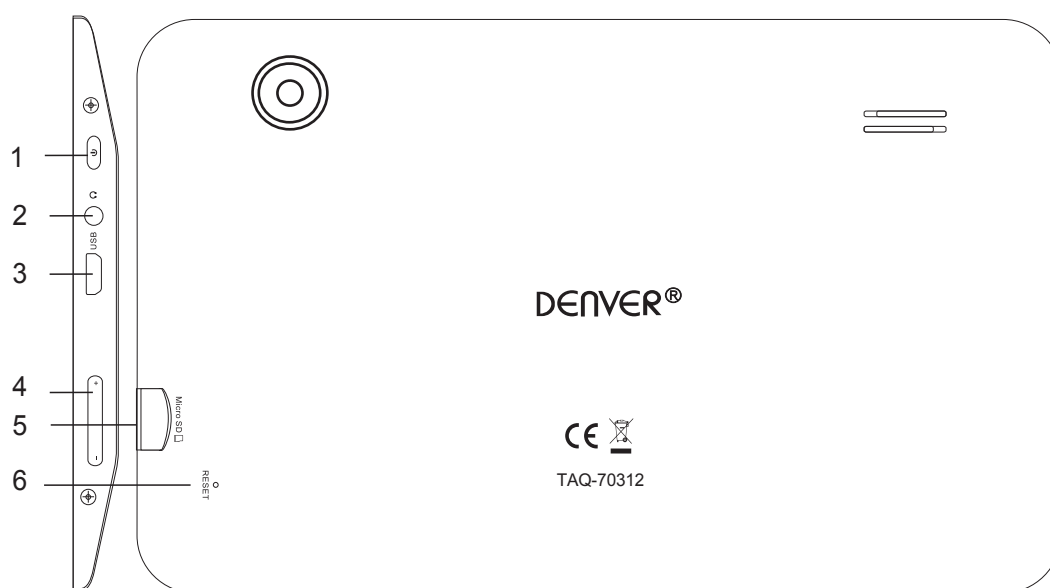 1
2
USB
3
4
+
-
5
Micro SD
6
RESET
DENVER®
CE
TAQ-70312